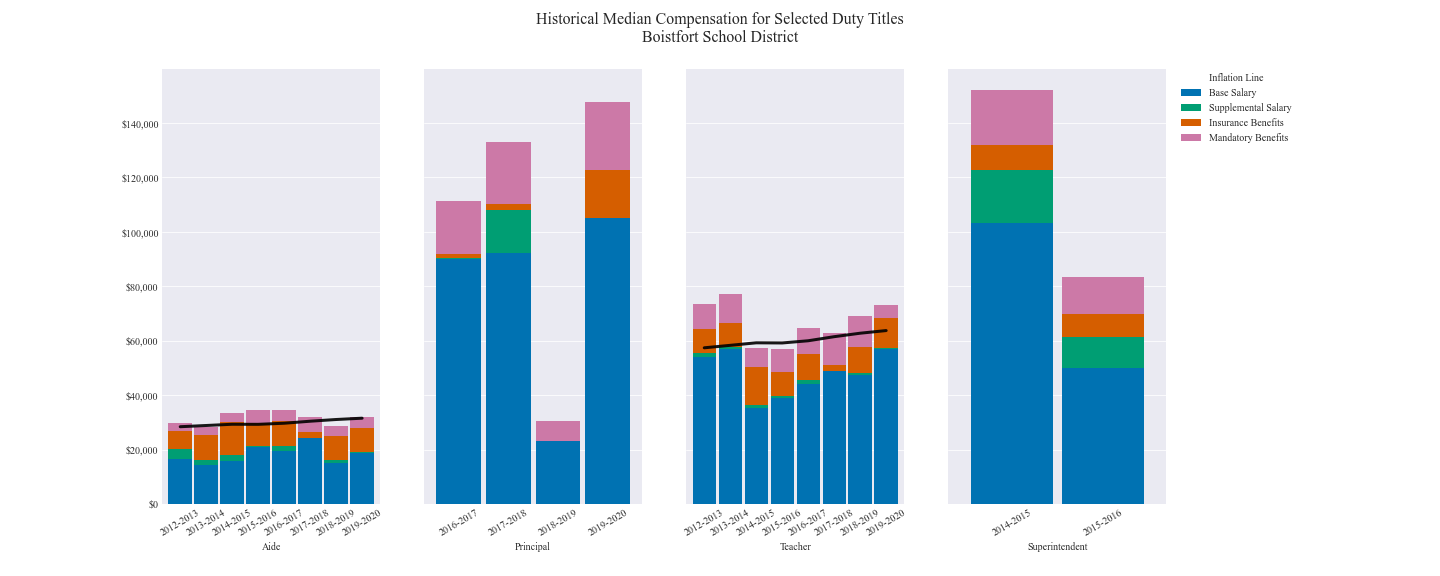 Historical Median Compensation for Selected Duty Titles
Boistfort School District
Inflation Line
Base Salary
Supplemental Salary
Insurance Benefits
Mandatory Benefits
$140,000
$120,000
$100,000
$80,000
$60,000
$40,000
$20,000
$0
2012-2013
2013-2014
2014-2015
2015-2016
2016-2017
2017-2018
2018-2019
2019-2020
Aide
2016-2017
2017-2018
2018-2019
2019-2020
Principal
2012-2013
2013-2014
2014-2015
2015-2016
2016-2017
2017-2018
2018-2019
2019-2020
Teacher
2014-2015
2015-2016
Superintendent